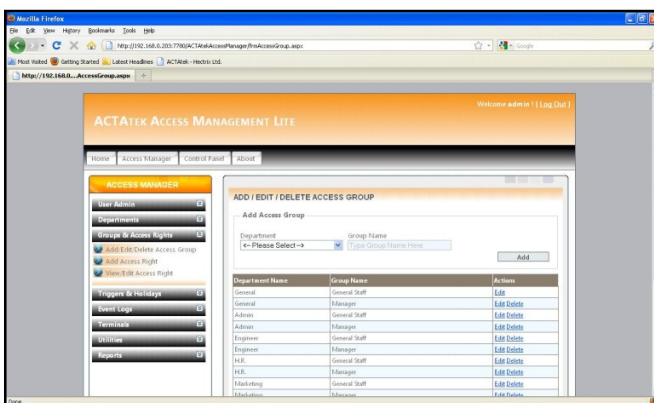 Mozilla Firefox
File Edit View History Bookmarks Tools Help
http://192.168.0.203:7780/ACTAtekAccessManager/frmAccessGroup.aspx
Google
Most Visited Getting Started Latest Headlines ACTAtek - Hectrix Ltd.
http://192.168.0....AccessGroup.aspx
Welcome admin ! [ Log Out ]
ACTATEK ACCESS MANAGEMENT LITE
Home Access Manager Control Panel About
ACCESS MANAGER
User Admin
Departments
Groups & Access Rights
Add/Edit/Delete Access Group
Add Access Right
View/Edit Access Right
Triggers & Holidays
Event Logs
Terminals
Utilities
Reports
ADD / EDIT / DELETE ACCESS GROUP
Add Access Group
Department Group Name
<-- Please Select--> Type Group Name Here
Add
Department Name Group Name Actions
General General Staff Edit
General Manager Edit Delete
Admin General Staff Edit Delete
Admin Manager Edit Delete
Engineer General Staff Edit Delete
Engineer Manager Edit Delete
H.R. General Staff Edit Delete
H.R. Manager Edit Delete
Marketing General Staff Edit Delete
Marketing Manager Edit Delete
Done